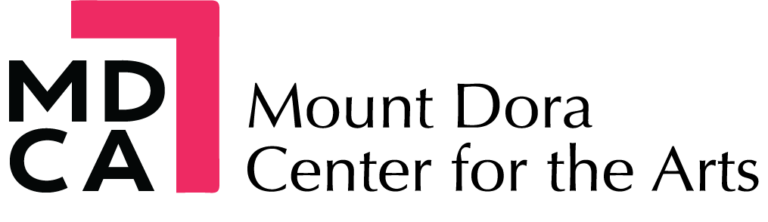 MD
CA
Mount Dora
Center for the Arts